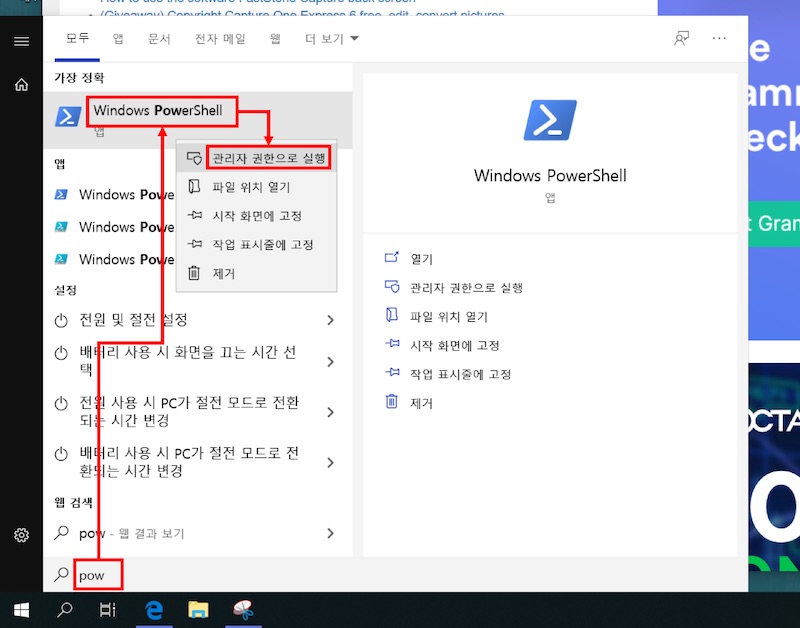 How to use the software FastStone Capture back screen
(Giveaway) Copyright Capture One Express 6 free, edit, convert pictures
모두 앱 문서 전자 메일 웹 더 보기
가장 정확
Windows PowerShell
앱
관리자 권한으로 실행
파일 위치 열기
시작 화면에 고정
작업 표시줄에 고정
제거
앱
Windows Powe
Windows Powe
Windows Powe
설정
전원 및 절전 설정
배터리 사용 시 화면을 끄는 시간 선
택
전원 사용 시 PC가 절전 모드로 전환
되는 시간 변경
배터리 사용 시 PC가 절전 모드로 전
환되는 시간 변경
웹 검색
pow - 웹 결과 보기
pow
Windows PowerShell
앱
열기
관리자 권한으로 실행
파일 위치 열기
시작 화면에 고정
작업 표시줄에 고정
제거
e
amm
eck
t Gram
OCTA